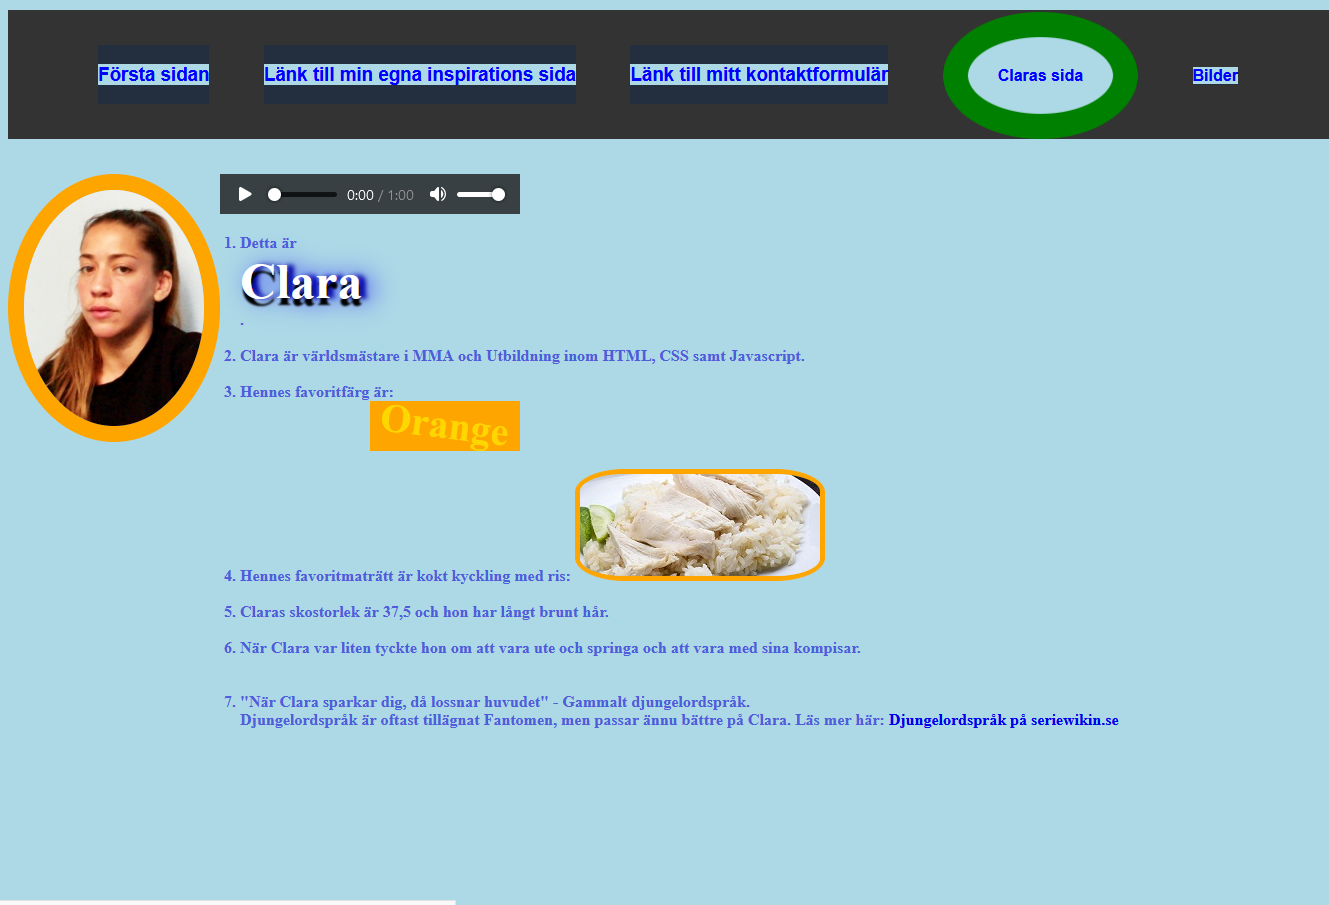 Första sidan
Länk till min egna inspirations sida
Länk till mitt kontaktformulär
Claras sida
Bilder
0:00 / 1:00
1. Detta är
Clara
.
2. Clara är världsmästare i MMA och Utbildning inom HTML, CSS samt Javascript.
3. Hennes favoritfärg är:
Orange
4. Hennes favoritmaträtt är kokt kyckling med ris:
5. Claras skostorlek är 37,5 och hon har långt brunt hår.
6. När Clara var liten tyckte hon om att vara ute och springa och att vara med sina kompisar.
7. "När Clara sparkar dig, då lossnar huvudet" - Gammalt djungelordspråk.
Djungelordspråk är oftast tillägnat Fantomen, men passar ännu bättre på Clara. Läs mer här: Djungelordspråk på seriewikin.se